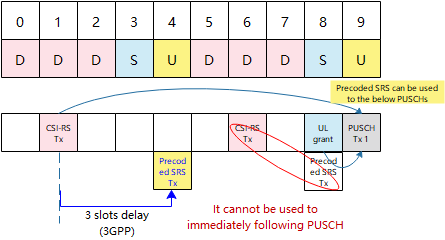 0 1 2 3 4 5 6 7 8 9
D D D S U D D D S U
Precoded SRS can be used
to the below PUSCHs
CSI-RS
Tx
CSI-RS
Tx
UL
grant
PUSCH
Tx 1
Precod
ed SRS
Tx
Precod
ed SRS
Tx
3 slots delay
(3GPP)
It cannot be used to
immediately following PUSCH